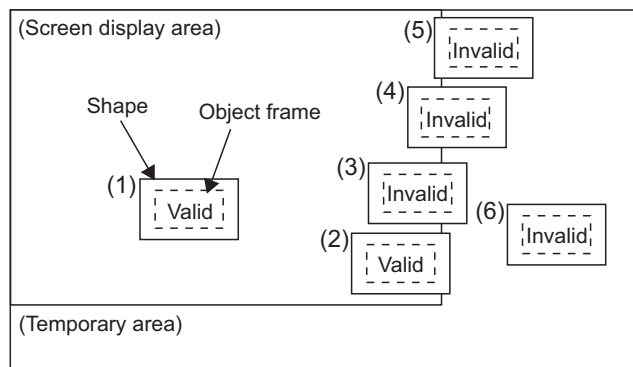 (Screen display area)
(5)
Invalid
(4)
Invalid
Shape
Object frame
(3)
Invalid
(1)
Valid
(6)
Invalid
(2)
Valid
(Temporary area)